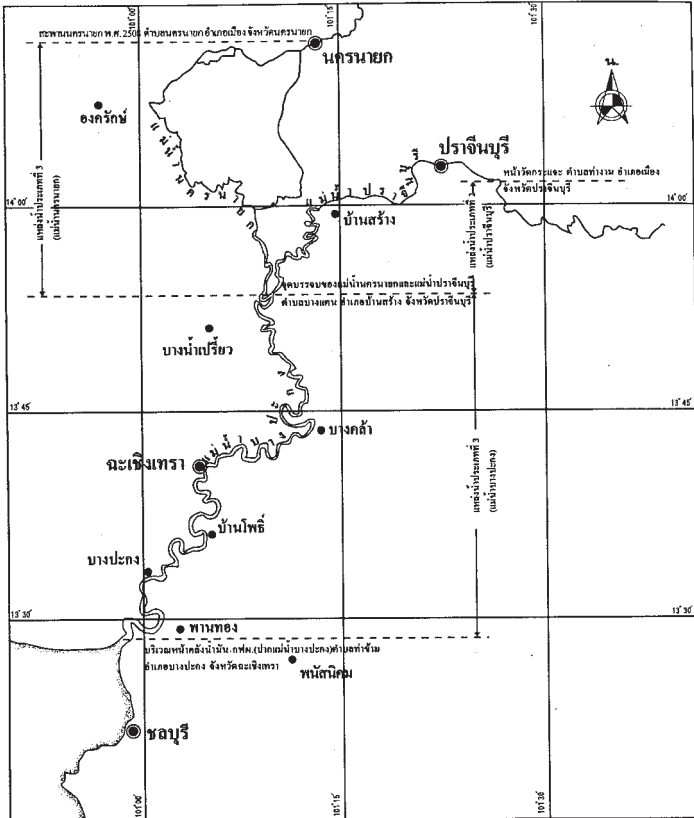 101°00'
101°15'
101°30'
สะพานนครนายก พ.ศ. 2508 ตำบลนครนายก อำเภอเมือง จังหวัดนครนายก
นครนายก
น.
องครักษ์
ปราจีนบุรี
หน้าวัดกระแจะ ตำบลท่างาม อำเภอเมือง
จังหวัดปราจีนบุรี
แม่น้ำนครนายก
แม่น้ำปราจีนบุรี
14°00'
บ้านสร้าง
แหล่งน้ำประเภทที่ 3
(แม่น้ำนครนายก)
(แม่น้ำปราจีนบุรี)
จุดบรรจบของแม่น้ำนครนายกและแม่น้ำปราจีนบุรี
ตำบลบางแตน อำเภอบ้านสร้าง จังหวัดปราจีนบุรี
บางน้ำเปรี้ยว
13°45'
13°45'
บางคล้า
แม่น้ำบางปะกง
ฉะเชิงเทรา
แหล่งน้ำประเภทที่ 3
(แม่น้ำบางปะกง)
บ้านโพธิ์
บางปะกง
13°30'
13°30'
พานทอง
บริเวณหน้าคลังน้ำมัน กฟผ.(ปากแม่น้ำบางปะกง)ตำบลท่าข้าม
อำเภอบางปะกง จังหวัดฉะเชิงเทรา
พนัสนิคม
ชลบุรี
101°00'
101°15'
101°30'